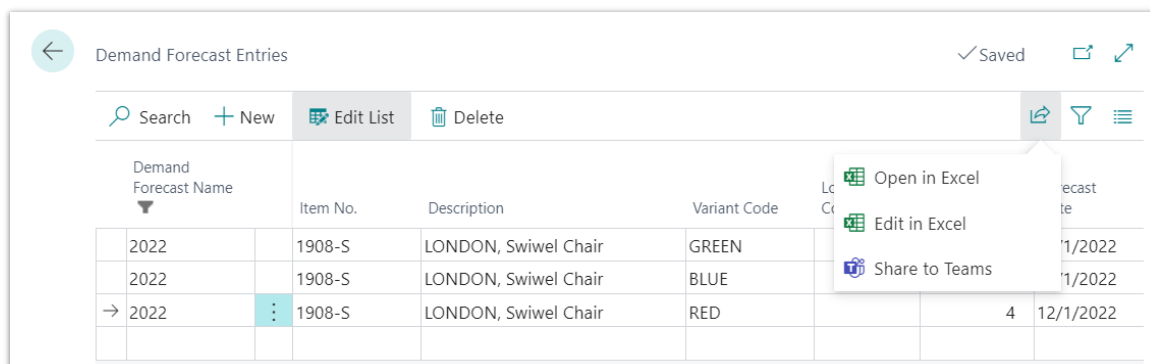 Demand Forecast Entries
Saved
Search
New
Edit List
Delete
Demand
Forecast Name
Item No.
Description
Variant Code
Open in Excel
Edit in Excel
Share to Teams
2022 1908-S LONDON, Swiwel Chair GREEN
2022 1908-S LONDON, Swiwel Chair BLUE
2022 1908-S LONDON, Swiwel Chair RED 4 12/1/2022